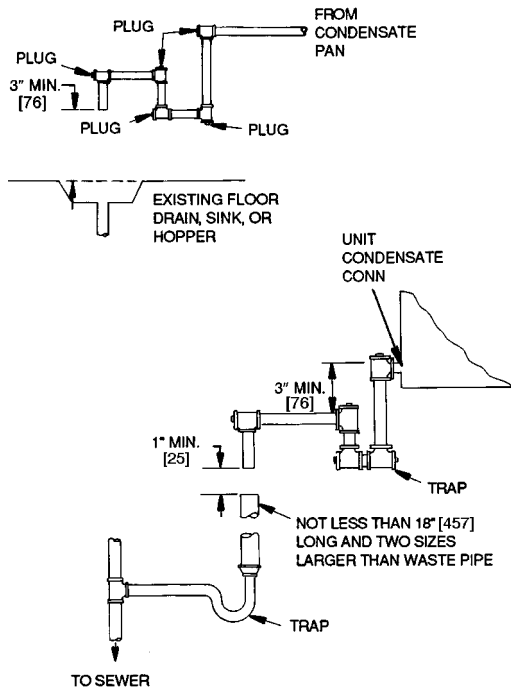 FROM
CONDENSATE
PAN
PLUG
PLUG
3" MIN.
[76]
PLUG
PLUG
EXISTING FLOOR
DRAIN, SINK, OR
HOPPER
UNIT
CONDENSATE
CONN
3" MIN.
[76]
1" MIN.
[25]
TRAP
NOT LESS THAN 18" [457]
LONG AND TWO SIZES
LARGER THAN WASTE PIPE
TRAP
TO SEWER